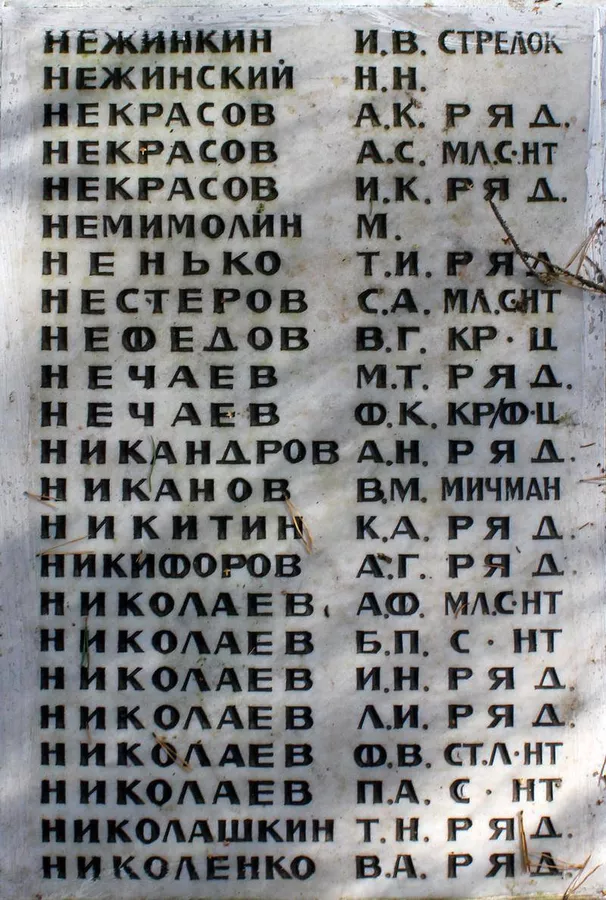 НЕЖИНКИН И.В. СТРЕЛОК
НЕЖИНСКИЙ Н.Н.
НЕКРАСОВ А.К. РЯД.
НЕКРАСОВ А.С. МЛ.С-НТ
НЕКРАСОВ И.К. РЯД.
НЕМИМОЛИН М.
НЕНЬКО Т.И. РЯД
НЕСТЕРОВ С.А. МЛ.С-НТ
НЕФЕДОВ В.Г. КР-Ц
НЕЧАЕВ М.Т. РЯД.
НЕЧАЕВ Ф.К. КР/Ф-Ц
НИКАНДРОВ А.Н. РЯД.
НИКАНОВ В.М. МИЧМАН
НИКИТИН К.А. РЯД.
НИКИФОРОВ А.Г. РЯД.
НИКОЛАЕВ А.Ф. МЛ.С-НТ
НИКОЛАЕВ Б.П. С-НТ
НИКОЛАЕВ И.Н. РЯД.
НИКОЛАЕВ Л.И. РЯД.
НИКОЛАЕВ Ф.В. СТ.Л-НТ
НИКОЛАЕВ П.А. С-НТ
НИКОЛАШКИН Т.Н. РЯД.
НИКОЛЕНКО В.А. РЯД.